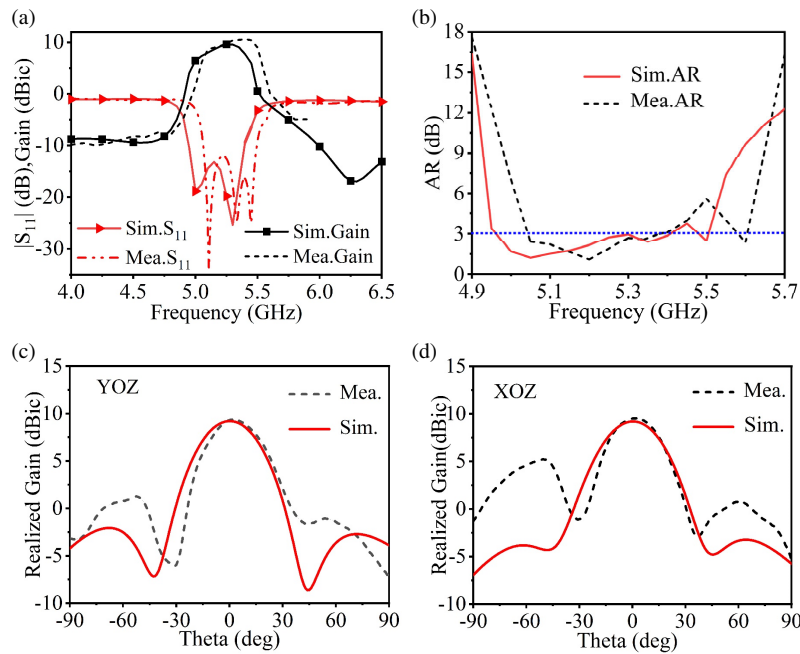 (a)
|S11| (dB),Gain (dBic)
10
0
-10
-20
-30
Sim.S11
Mea.S11
Sim.Gain
Mea.Gain
4.0 4.5 5.0 5.5 6.0 6.5
Frequency (GHz)
(b)
AR (dB)
18
15
12
9
6
3
0
Sim.AR
Mea.AR
4.9 5.1 5.3 5.5 5.7
Frequency (GHz)
(c)
Realized Gain (dBic)
15
10
5
0
-5
-10
YOZ
Mea.
Sim.
-90 -60 -30 0 30 60 90
Theta (deg)
(d)
Realized Gain(dBic)
15
10
5
0
-5
-10
XOZ
Mea.
Sim.
-90 -60 -30 0 30 60 90
Theta (deg)